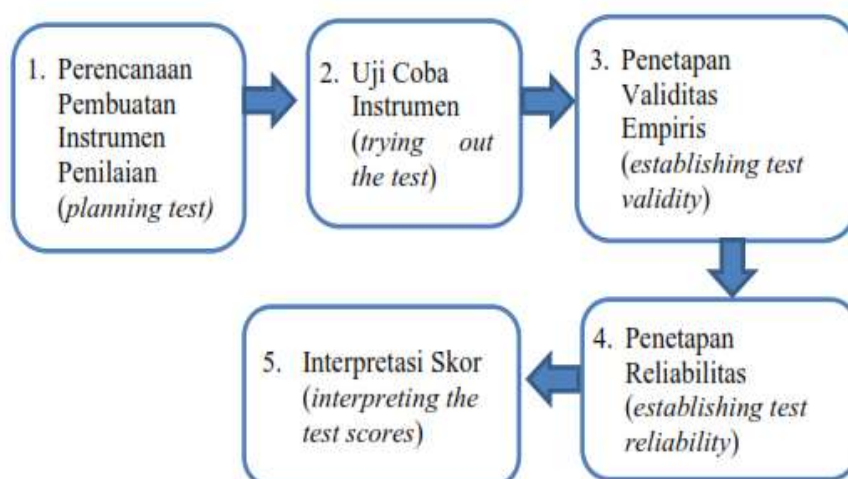 1. Perencanaan
Pembuatan
Instrumen
Penilaian
(planning test)
2. Uji Coba
Instrumen
(trying out
the test)
3. Penetapan
Validitas
Empiris
(establishing test
validity)
4. Penetapan
Reliabilitas
(establishing test
reliability)
5. Interpretasi Skor
(interpreting the
test scores)